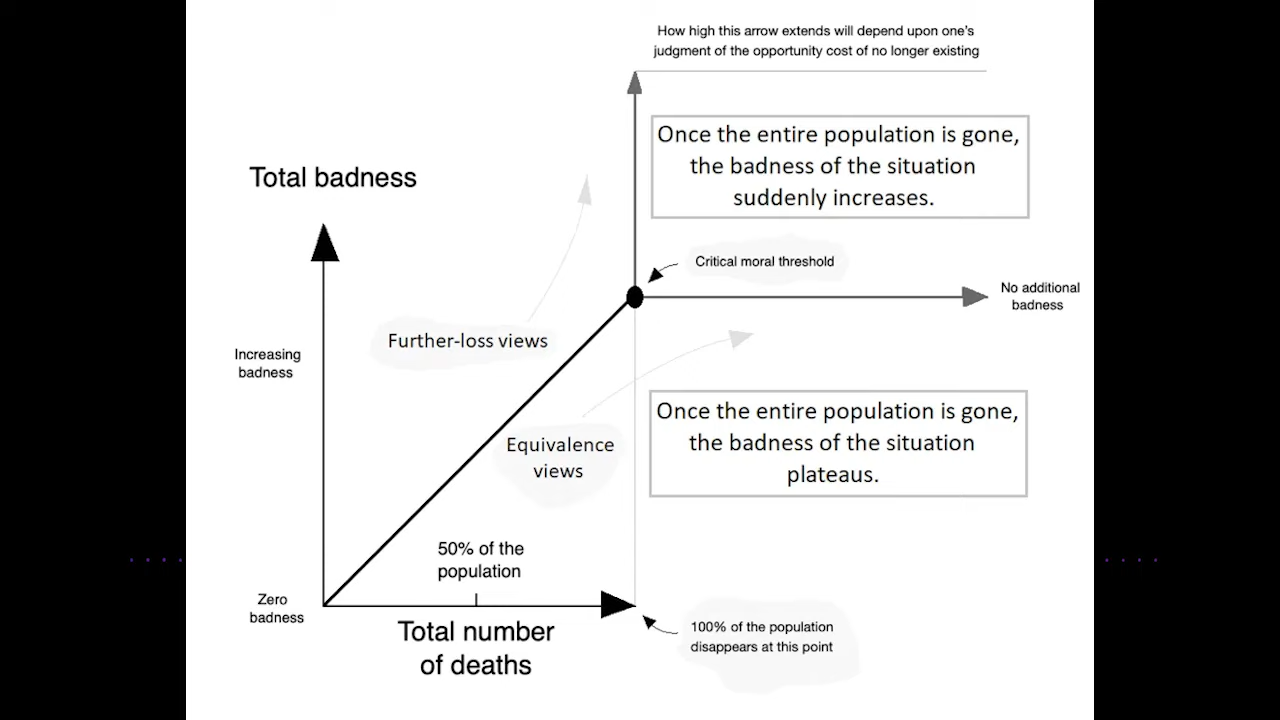 How high this arrow extends will depend upon one's
judgment of the opportunity cost of no longer existing
Once the entire population is gone,
the badness of the situation
suddenly increases.
Total badness
Critical moral threshold
No additional
badness
Further-loss views
Increasing
badness
Once the entire population is gone,
the badness of the situation
plateaus.
Equivalence
views
50% of the
population
Zero
badness
Total number
of deaths
100% of the population
disappears at this point